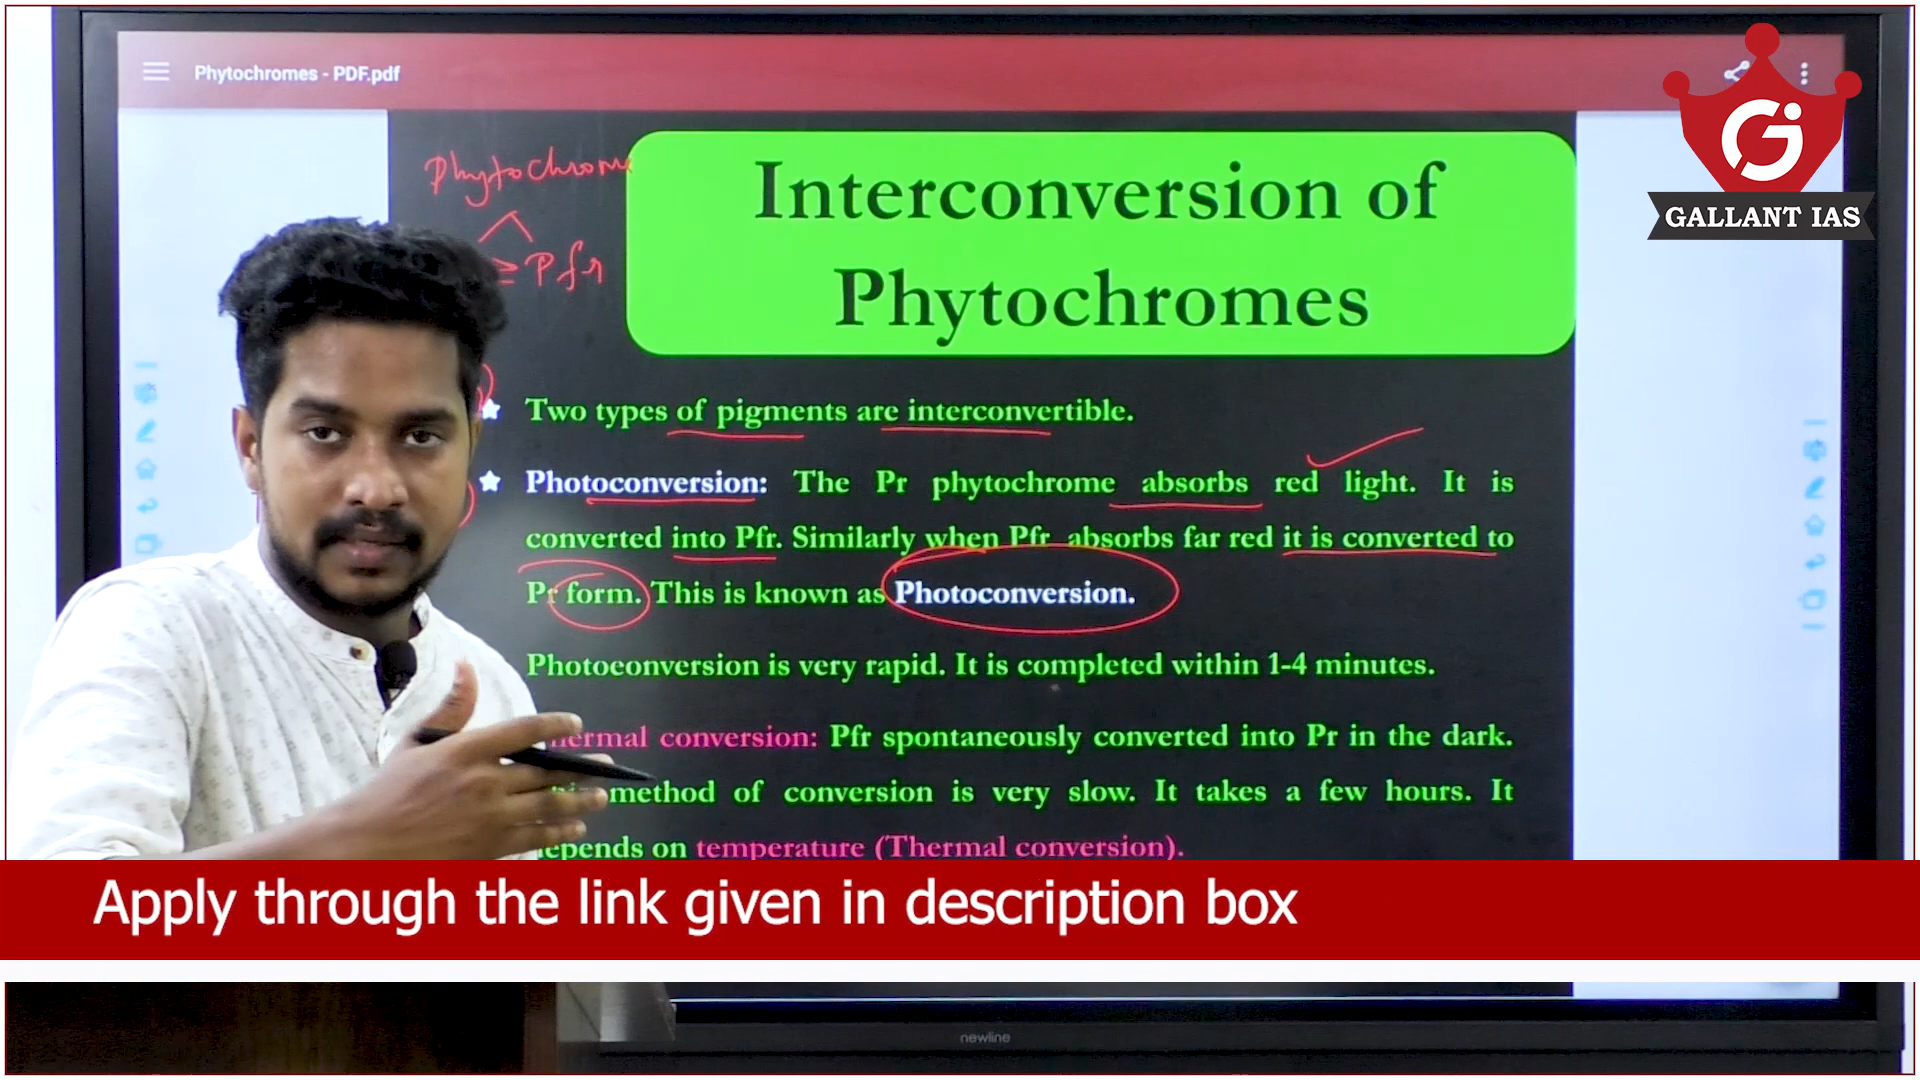 Phytochromes - PDF.pdf
GALLANT IAS
Phytochrome
Pfr
Interconversion of
Phytochromes
Two types of pigments are interconvertible.
Photoconversion: The Pr phytochrome absorbs red light. It is
converted into Pfr. Similarly when Pfr absorbs far red it is converted to
Pr form. This is known as Photoconversion.
Photoconversion is very rapid. It is completed within 1-4 minutes.
conversion: Pfr spontaneously converted into Pr in the dark.
method of conversion is very slow. It takes a few hours. It
on temperature (Thermal conversion).
Apply through the link given in description box
newline